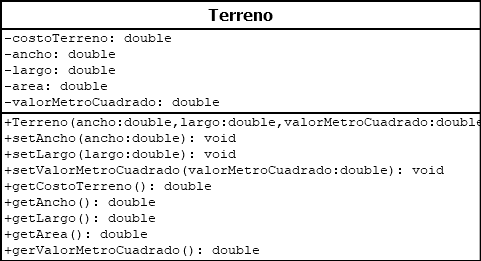 Terreno
-costoTerreno: double
-ancho: double
-largo: double
-area: double
-valorMetroCuadrado: double
+Terreno(ancho:double,largo:double,valorMetroCuadrado:double
+setAncho(ancho:double): void
+setLargo(largo:double): void
+setValorMetroCuadrado(valorMetroCuadrado:double): void
+getCostoTerreno(): double
+getAncho(): double
+getLargo(): double
+getArea(): double
+gerValorMetroCuadrado(): double